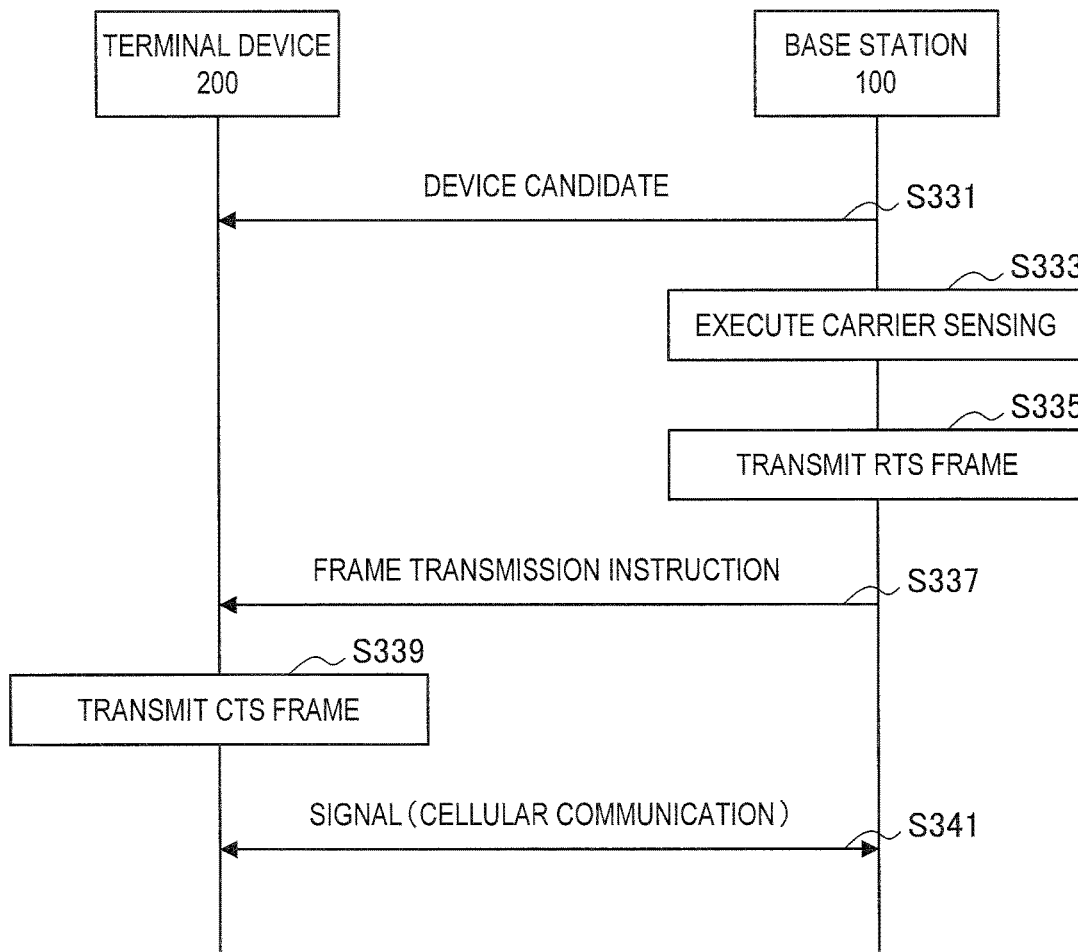 TERMINAL DEVICE
200
BASE STATION
100
DEVICE CANDIDATE
S331
S333
EXECUTE CARRIER SENSING
S335
TRANSMIT RTS FRAME
FRAME TRANSMISSION INSTRUCTION
S337
S339
TRANSMIT CTS FRAME
SIGNAL (CELLULAR COMMUNICATION)
S341